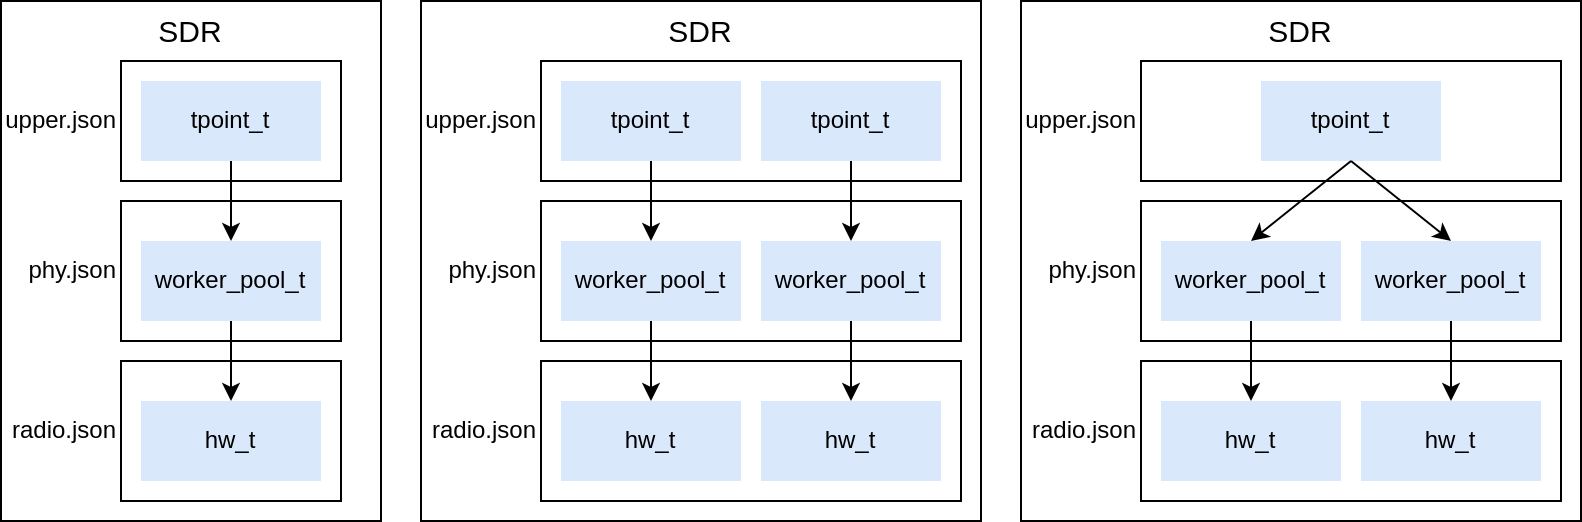 SDR
upper.json
tpoint_t
phy.json
worker_pool_t
radio.json
hw_t
SDR
upper.json
tpoint_t
tpoint_t
phy.json
worker_pool_t
worker_pool_t
radio.json
hw_t
hw_t
SDR
upper.json
tpoint_t
phy.json
worker_pool_t
worker_pool_t
radio.json
hw_t
hw_t